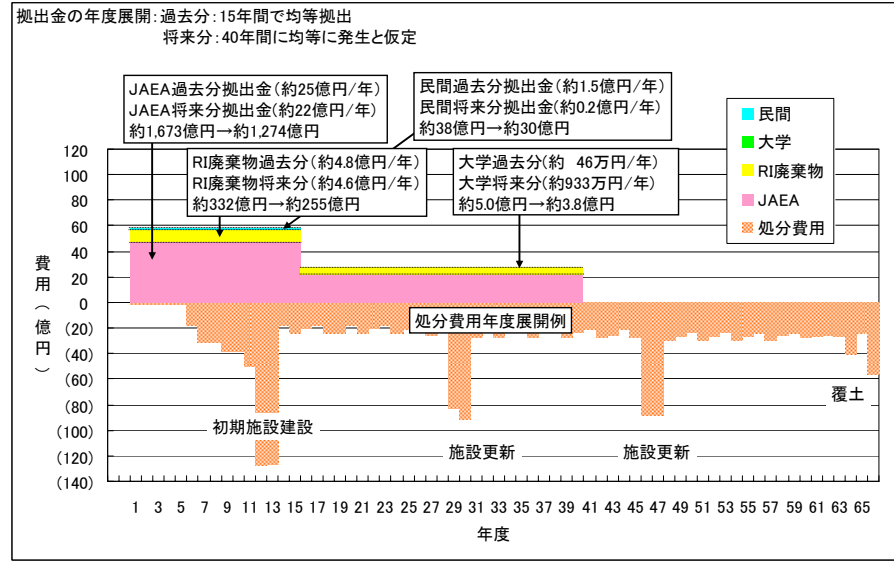 拠出金の年度展開:過去分:15年間で均等拠出
将来分:40年間に均等に発生と仮定
JAEA過去分拠出金(約25億円/年)
JAEA将来分拠出金(約22億円/年)
約1,673億円→約1,274億円
民間過去分拠出金(約1.5億円/年)
民間将来分拠出金(約0.2億円/年)
約38億円→約30億円
RI廃棄物過去分(約4.8億円/年)
RI廃棄物将来分(約4.6億円/年)
約332億円→約255億円
大学過去分(約 46万円/年)
大学将来分(約933万円/年)
約5.0億円→約3.8億円
民間
大学
RI廃棄物
JAEA
処分費用
費用(億円)
120
100
80
60
40
20
0
(20)
(40)
(60)
(80)
(100)
(120)
(140)
処分費用年度展開例
初期施設建設
施設更新
施設更新
覆土
1 3 5 7 9 11 13 15 17 19 21 23 25 27 29 31 33 35 37 39 41 43 45 47 49 51 53 55 57 59 61 63 65
年度